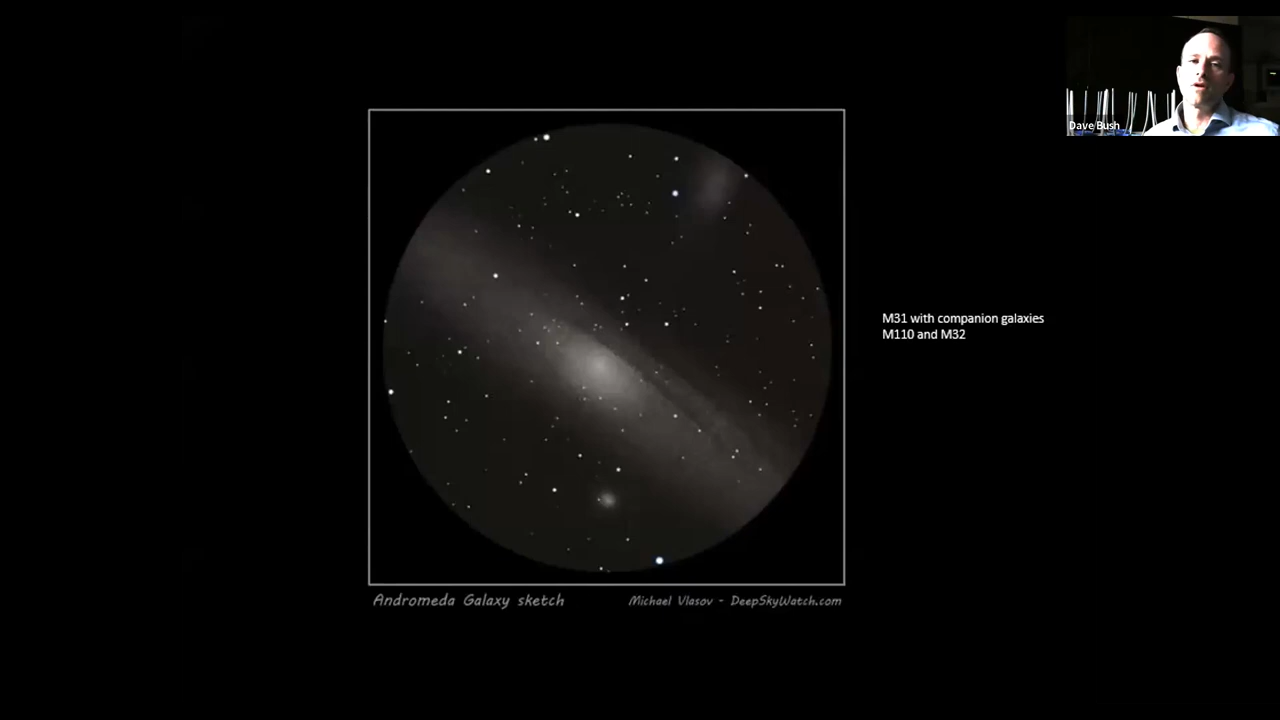 Dave Bush
M31 with companion galaxies
M110 and M32
Andromeda Galaxy sketch
Michael Vlasov - DeepSkyWatch.com